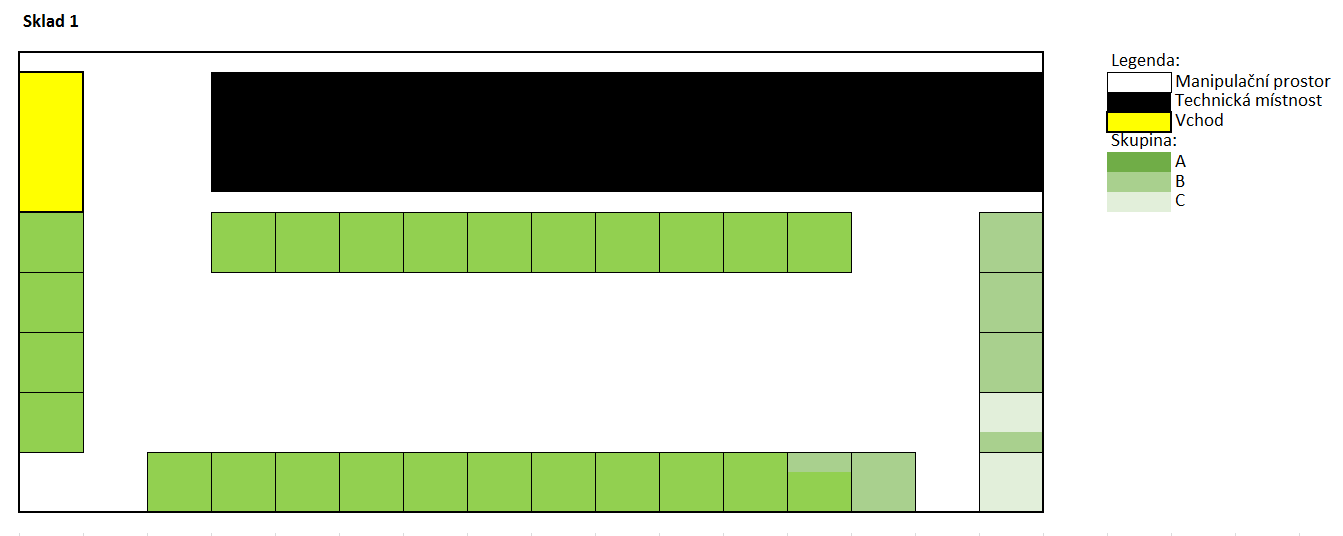 Sklad 1
Legenda:
Manipulační prostor
Technická místnost
Vchod
Skupina:
A
B
C